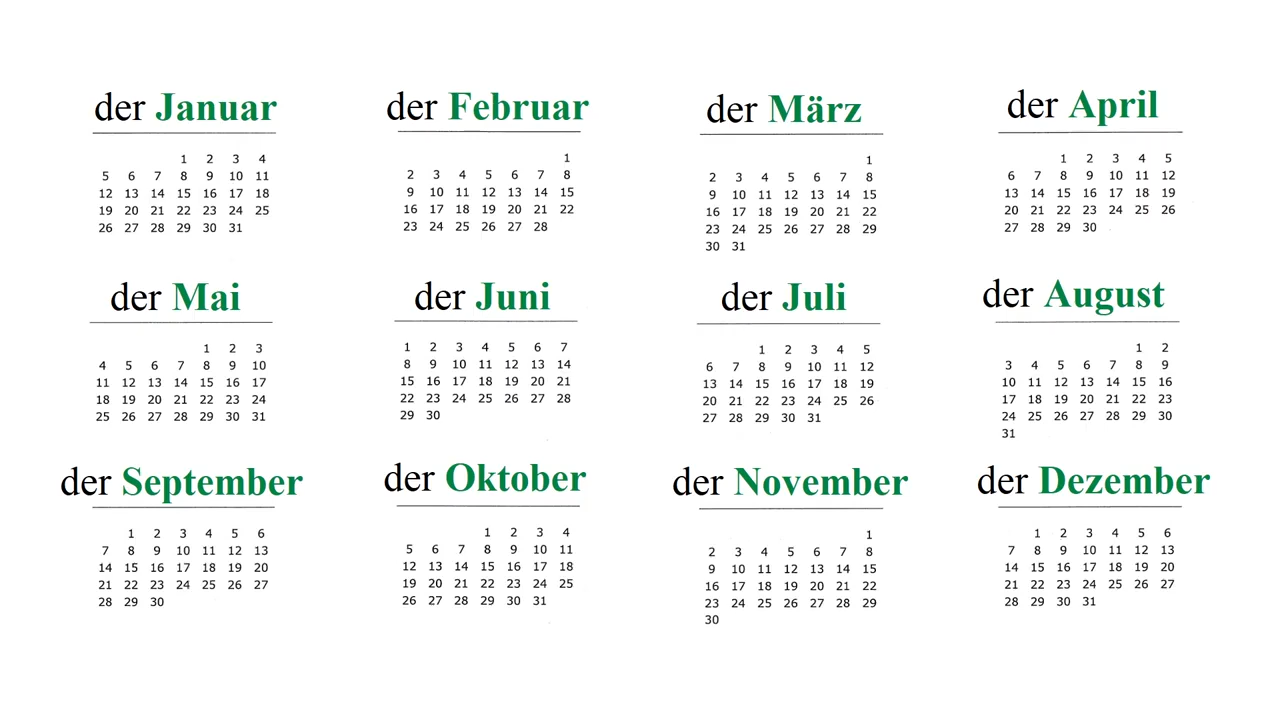 der Januar
1 2 3 4
5 6 7 8 9 10 11
12 13 14 15 16 17 18
19 20 21 22 23 24 25
26 27 28 29 30 31
der Februar
1
2 3 4 5 6 7 8
9 10 11 12 13 14 15
16 17 18 19 20 21 22
23 24 25 26 27 28
der März
1
2 3 4 5 6 7 8
9 10 11 12 13 14 15
16 17 18 19 20 21 22
23 24 25 26 27 28 29
30 31
der April
1 2 3 4 5
6 7 8 9 10 11 12
13 14 15 16 17 18 19
20 21 22 23 24 25 26
27 28 29 30
der Mai
1 2 3
4 5 6 7 8 9 10
11 12 13 14 15 16 17
18 19 20 21 22 23 24
25 26 27 28 29 30 31
der Juni
1 2 3 4 5 6 7
8 9 10 11 12 13 14
15 16 17 18 19 20 21
22 23 24 25 26 27 28
29 30
der Juli
1 2 3 4 5
6 7 8 9 10 11 12
13 14 15 16 17 18 19
20 21 22 23 24 25 26
27 28 29 30 31
der August
1 2
3 4 5 6 7 8 9
10 11 12 13 14 15 16
17 18 19 20 21 22 23
24 25 26 27 28 29 30
31
der September
1 2 3 4 5 6
7 8 9 10 11 12 13
14 15 16 17 18 19 20
21 22 23 24 25 26 27
28 29 30
der Oktober
1 2 3 4
5 6 7 8 9 10 11
12 13 14 15 16 17 18
19 20 21 22 23 24 25
26 27 28 29 30 31
der November
1
2 3 4 5 6 7 8
9 10 11 12 13 14 15
16 17 18 19 20 21 22
23 24 25 26 27 28 29
30
der Dezember
1 2 3 4 5 6
7 8 9 10 11 12 13
14 15 16 17 18 19 20
21 22 23 24 25 26 27
28 29 30 31